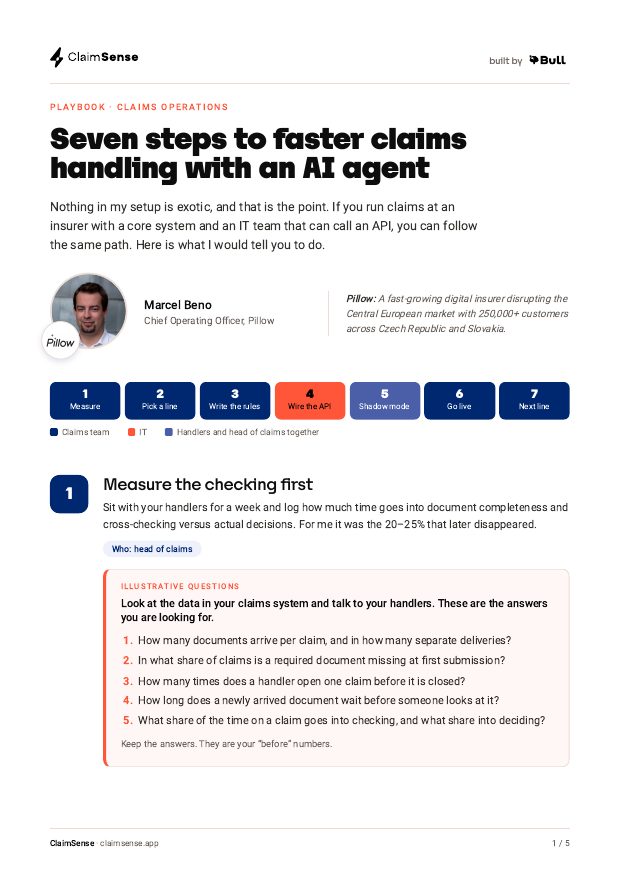 ClaimSense
built by Bull
PLAYBOOK · CLAIMS OPERATIONS
Seven steps to faster claims
handling with an AI agent
Nothing in my setup is exotic, and that is the point. If you run claims at an
insurer with a core system and an IT team that can call an API, you can follow
the same path. Here is what I would tell you to do.
Pillow
Marcel Beno
Chief Operating Officer, Pillow
Pillow: A fast-growing digital insurer disrupting the
Central European market with 250,000+ customers
across Czech Republic and Slovakia.
1 2 3 4 5 6 7
Measure Pick a line Write the rules Wire the API Shadow mode Go live Next line
Claims team IT Handlers and head of claims together
1
Measure the checking first
Sit with your handlers for a week and log how much time goes into document completeness and
cross-checking versus actual decisions. For me it was the 20–25% that later disappeared.
Who: head of claims
ILLUSTRATIVE QUESTIONS
Look at the data in your claims system and talk to your handlers. These are the answers
you are looking for.
1. How many documents arrive per claim, and in how many separate deliveries?
2. In what share of claims is a required document missing at first submission?
3. How many times does a handler open one claim before it is closed?
4. How long does a newly arrived document wait before someone looks at it?
5. What share of the time on a claim goes into checking, and what share into deciding?
Keep the answers. They are your "before" numbers.
ClaimSense · claimsense.app
1 / 5